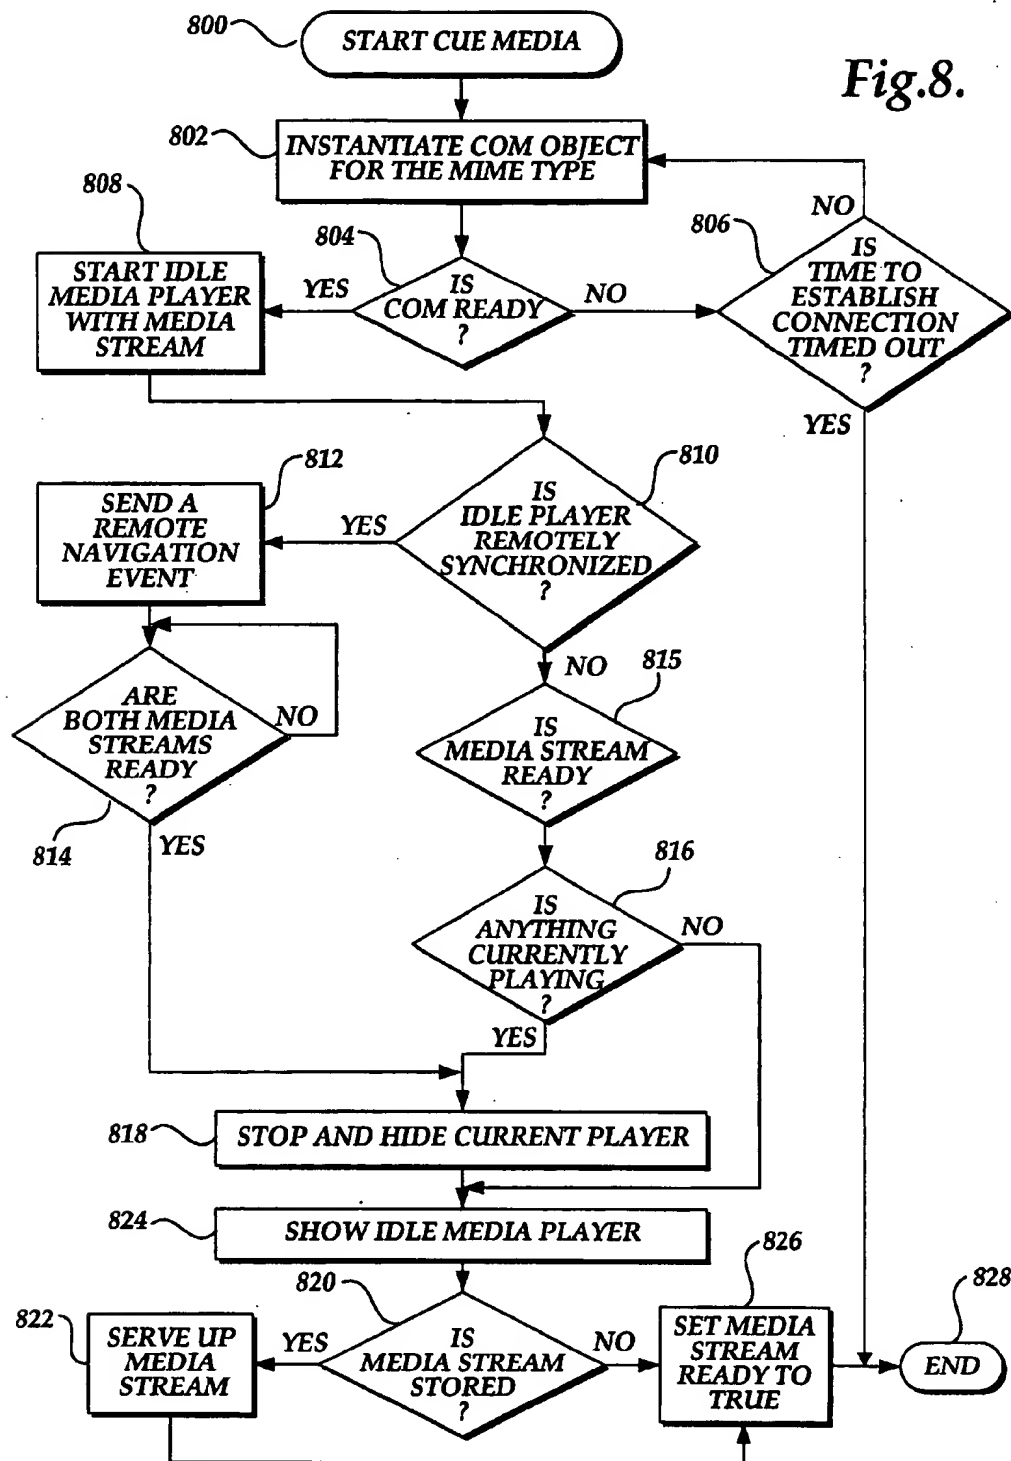 800
START CUE MEDIA
Fig.8.
802
INSTANTIATE COM OBJECT
FOR THE MIME TYPE
808
804
806
NO
START IDLE
MEDIA PLAYER
WITH MEDIA
STREAM
YES
IS
COM READY
?
NO
IS
TIME TO
ESTABLISH
CONNECTION
TIMED OUT
?
YES
812
810
SEND A
REMOTE
NAVIGATION
EVENT
YES
IS
IDLE PLAYER
REMOTELY
SYNCHRONIZED
?
NO
815
ARE
BOTH MEDIA
STREAMS
READY
?
NO
814
YES
IS
MEDIA STREAM
READY
?
816
IS
ANYTHING
CURRENTLY
PLAYING
?
NO
YES
818
STOP AND HIDE CURRENT PLAYER
824
SHOW IDLE MEDIA PLAYER
820
826
828
822
SERVE UP
MEDIA
STREAM
YES
IS
MEDIA STREAM
STORED
?
NO
SET MEDIA
STREAM
READY TO
TRUE
END